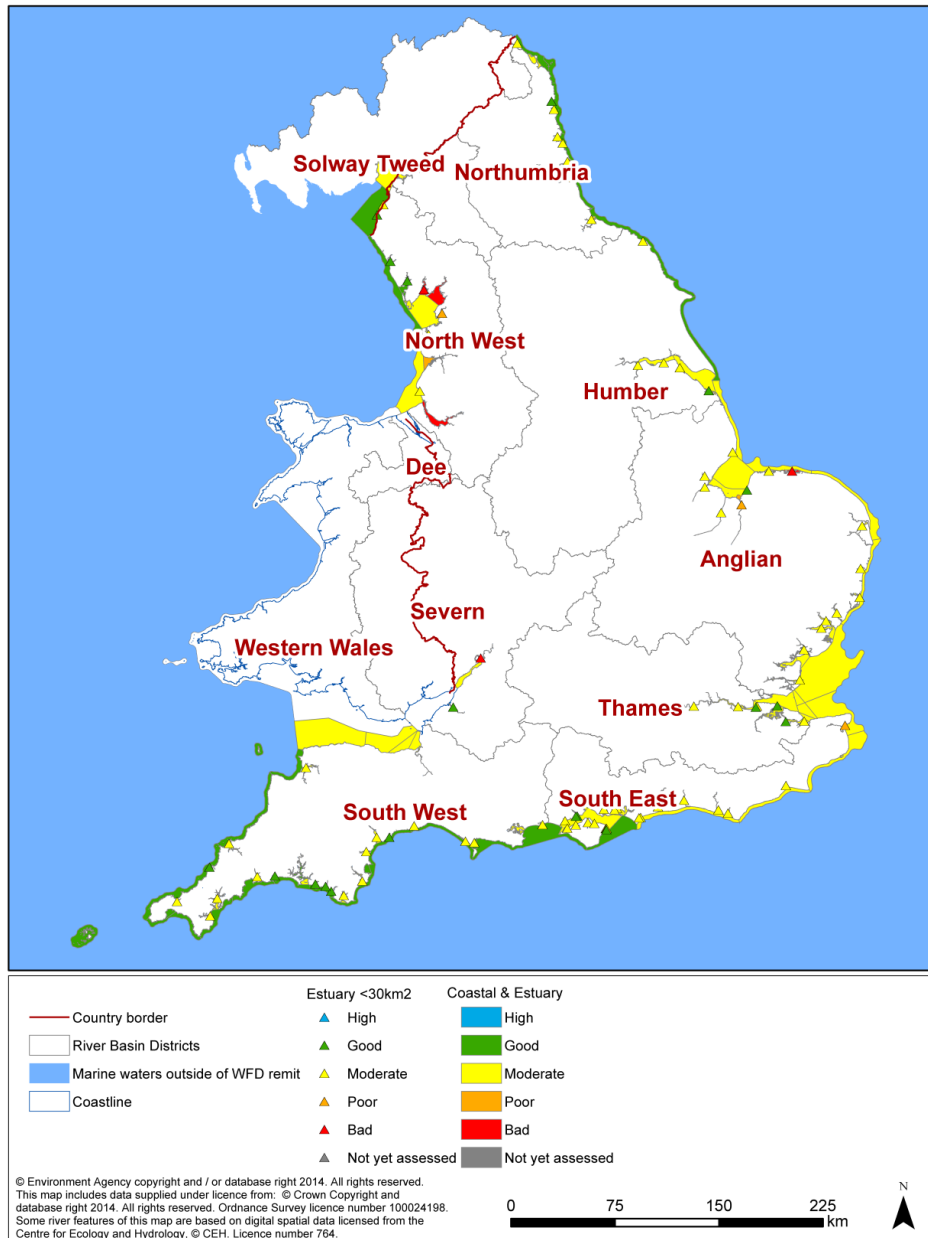 Solway Tweed
Northumbria
North West
Humber
Dee
Anglian
Severn
Western Wales
Thames
South East
South West
Estuary <30km2
Coastal & Estuary
Country border
High
High
River Basin Districts
Good
Good
Marine waters outside of WFD remit
Moderate
Moderate
Coastline
Poor
Poor
Bad
Bad
Not yet assessed
Not yet assessed
© Environment Agency copyright and / or database right 2014. All rights reserved.
This map includes data supplied under licence from: © Crown Copyright and
database right 2014. All rights reserved. Ordnance Survey licence number 100024198.
Some river features of this map are based on digital spatial data licensed from the
Centre for Ecology and Hydrology, © CEH. Licence number 764.
0 75 150 225
km
N